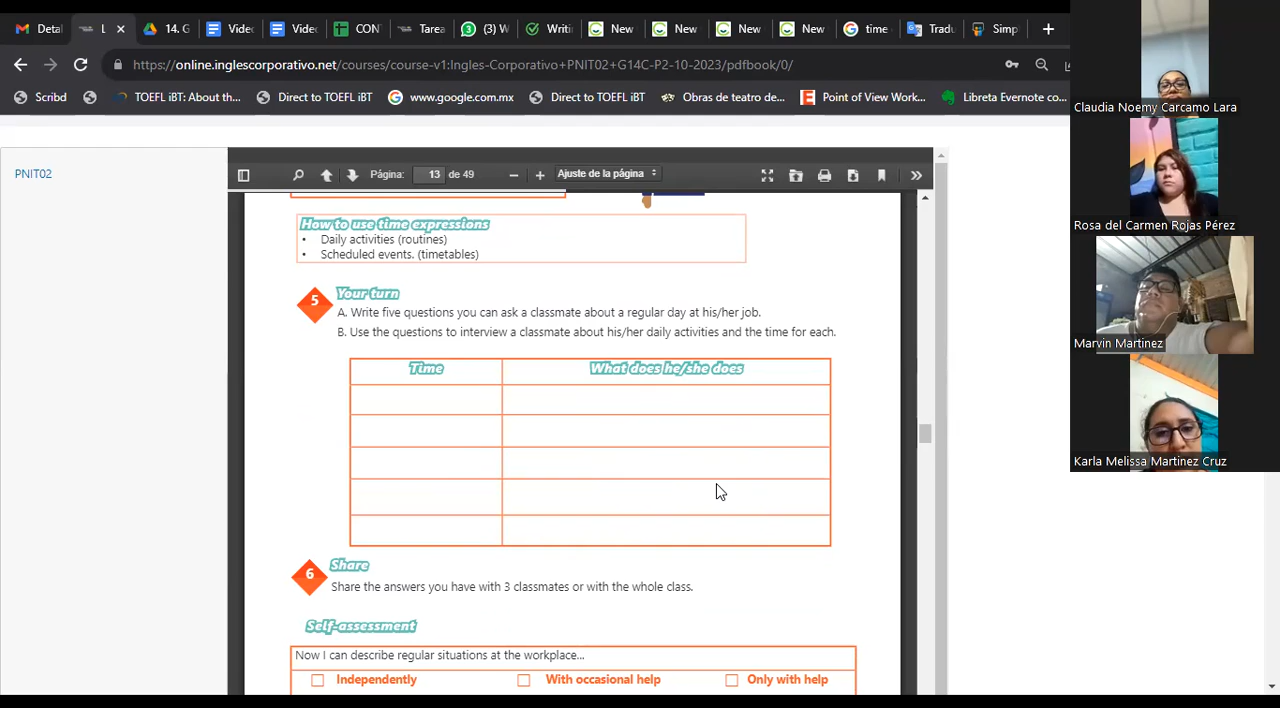 Detal
L
14. G
Video
Video
CON
Tarea
(3) W
Writi
New
New
New
New
time
Tradu
Simp
https://online.inglescorporativo.net/courses/course-v1:Ingles-Corporativo+PNIT02+G14C-P2-10-2023/pdfbook/0/
Scribd
TOEFL iBT: About th...
Direct to TOEFL iBT
www.google.com.mx
Direct to TOEFL iBT
Obras de teatro de...
Point of View Work...
Libreta Evernote co...
PNIT02
Página: 13 de 49
Ajuste de la página
How to use time expressions
• Daily activities (routines)
• Scheduled events. (timetables)
5 Your turn
A. Write five questions you can ask a classmate about a regular day at his/her job.
B. Use the questions to interview a classmate about his/her daily activities and the time for each.
Time What does he/she does
6 Share
Share the answers you have with 3 classmates or with the whole class.
Self-assessment
Now I can describe regular situations at the workplace...
Independently With occasional help Only with help
Claudia Noemy Carcamo Lara
Rosa del Carmen Rojas Pérez
Marvin Martinez
Karla Melissa Martinez Cruz